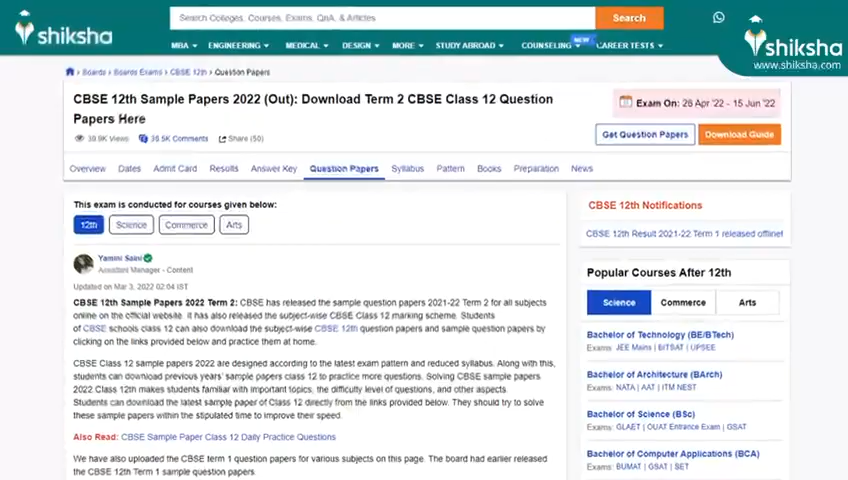 shiksha
Search Colleges, Courses, Exams, QnA, & Articles
Search
MBA ENGINEERING MEDICAL DESIGN MORE STUDY ABROAD COUNSELING NEW CAREER TESTS
shiksha
www.shiksha.com
Boards Boards Exams CBSE 12th Question Papers
CBSE 12th Sample Papers 2022 (Out): Download Term 2 CBSE Class 12 Question
Papers Here
Exam On: 26 Apr '22 - 15 Jun '22
Views Comments Share (50)
Get Question Papers Download Guide
Overview Dates Admit Card Results Answer Key Question Papers Syllabus Pattern Books Preparation News
This exam is conducted for courses given below:
12th Science Commerce Arts
Yamini Saini
Assistant Manager - Content
Updated on Mar 3, 2022 02:04 IST
CBSE 12th Sample Papers 2022 Term 2: CBSE has released the sample question papers 2021-22 Term 2 for all subjects
online on the official website. It has also released the subject-wise CBSE Class 12 marking scheme. Students
of CBSE schools class 12 can also download the subject-wise CBSE 12th question papers and sample question papers by
clicking on the links provided below and practice them at home.
CBSE Class 12 sample papers 2022 are designed according to the latest exam pattern and reduced syllabus. Along with this,
students can download previous years' sample papers class 12 to practice more questions. Solving CBSE sample papers
2022 Class 12th makes students familiar with important topics, the difficulty level of questions, and other aspects.
Students can download the latest sample paper of Class 12 directly from the links provided below. They should try to solve
these sample papers within the stipulated time to improve their speed.
Also Read: CBSE Sample Paper Class 12 Daily Practice Questions
We have also uploaded the CBSE term 1 question papers for various subjects on this page. The board had earlier released
the CBSE 12th Term 1 sample question papers.
CBSE 12th Notifications
CBSE 12th Result 2021-22 Term 1 released offline!
Popular Courses After 12th
Science Commerce Arts
Bachelor of Technology (BE/BTech)
Exams: JEE Mains | BITSAT | UPSEE
Bachelor of Architecture (BArch)
Exams: NATA | AAT | ITM NEST
Bachelor of Science (BSc)
Exams: GLAET | OUAT Entrance Exam | GSAT
Bachelor of Computer Applications (BCA)
Exams: BUMAT | GSAT | SET